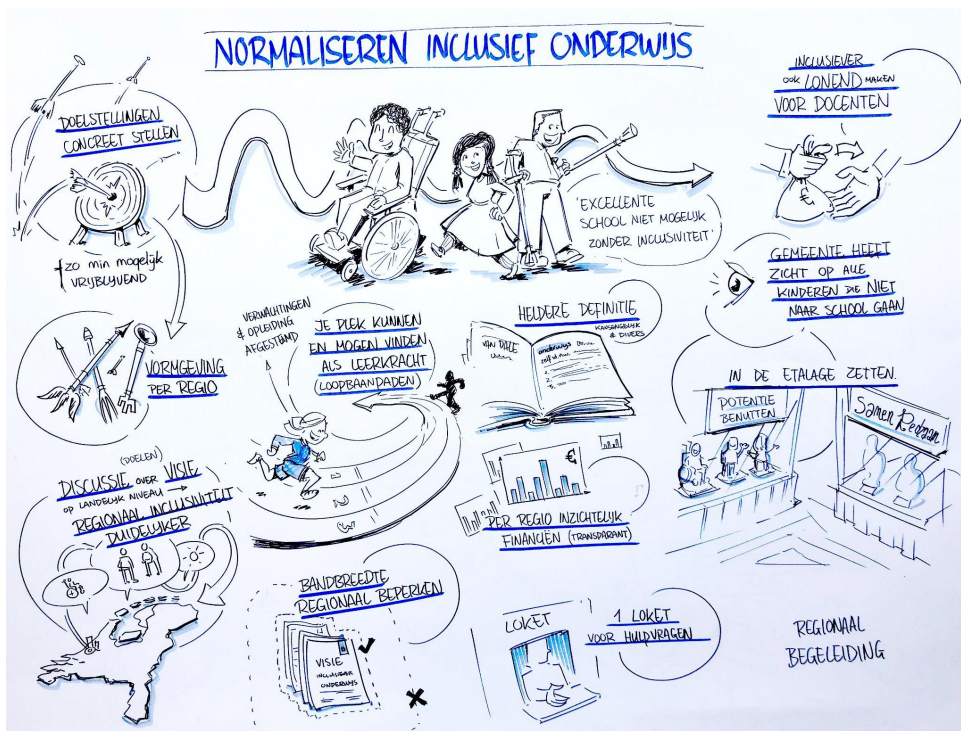 NORMALISEREN INCLUSIEF ONDERWIJS
DOELSTELLINGEN
CONCREET STELLEN
+ zo min mogelijk
VRIJBLIJVEND
VORMGEVING
PER REGIO
(DOELEN)
DISCUSSIE OVER VISIE
OP LANDELIJK NIVEAU →
REGIONAAL INCLUSIVITEIT
DUIDELIJKER
'EXCELLENTE
SCHOOL NIET MOGELIJK
ZONDER INCLUSIVITEIT'
VERWACHTINGEN
& OPLEIDING
AFGESTEMD
JE PLEK KUNNEN
EN MOGEN VINDEN
ALS LEERKRACHT
(LOOPBAANPADEN)
HELDERE DEFINITIE
& DIVERS
VAN DALE
onderwijs
€
PER REGIO INZICHTELIJK
FINANCIËN (TRANSPARANT)
BANDBREEDTE
REGIONAAL BEPERKEN
VISIE
INCLUSIEVER
ONDERWIJS
LOKET
1 LOKET
VOOR HULPVRAGEN
INCLUSIEVER
OOK LONEND MAKEN
VOOR DOCENTEN
€
GEMEENTE HEEFT
ZICHT OP ALLE
KINDEREN DIE NIET
NAAR SCHOOL GAAN
IN DE ETALAGE ZETTEN
POTENTIE
BENUTTEN
Samen
REGIONAAL
BEGELEIDING